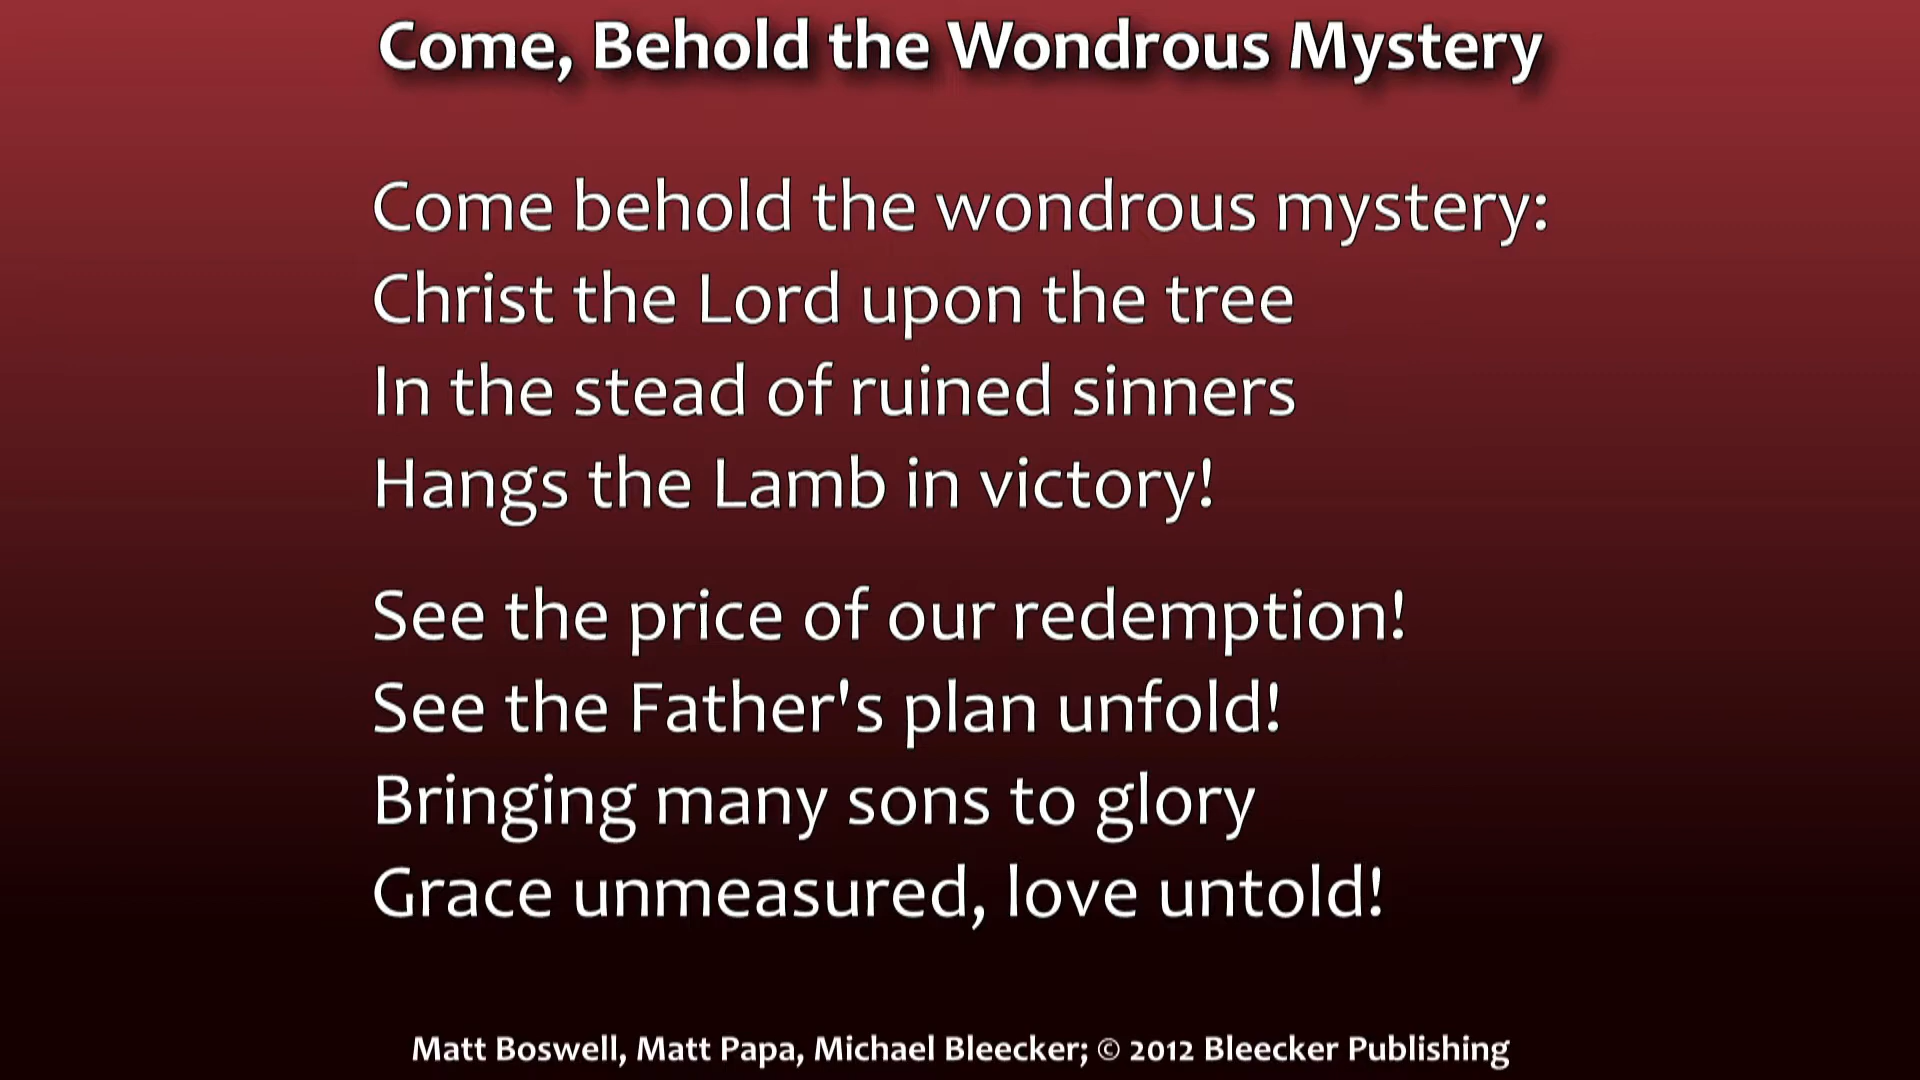 Come, Behold the Wondrous Mystery
Come behold the wondrous mystery:
Christ the Lord upon the tree
In the stead of ruined sinners
Hangs the Lamb in victory!
See the price of our redemption!
See the Father's plan unfold!
Bringing many sons to glory
Grace unmeasured, love untold!
Matt Boswell, Matt Papa, Michael Bleecker; © 2012 Bleecker Publishing